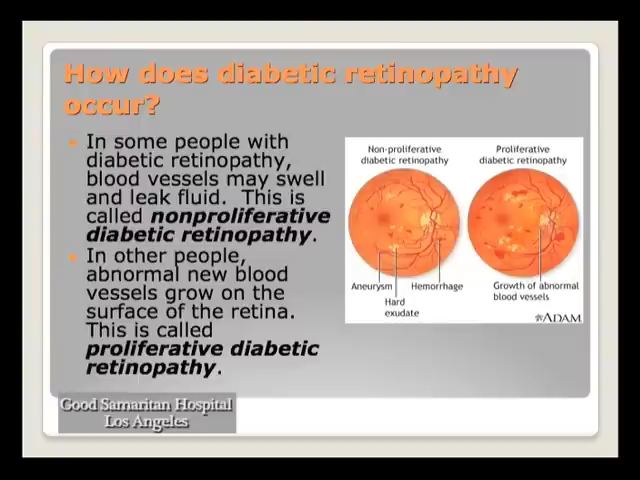 How does diabetic retinopathy
occur?
In some people with
diabetic retinopathy,
blood vessels may swell
and leak fluid. This is
called nonproliferative
diabetic retinopathy.
In other people,
abnormal new blood
vessels grow on the
surface of the retina.
This is called
proliferative diabetic
retinopathy.
Non-proliferative
diabetic retinopathy
Proliferative
diabetic retinopathy
Aneurysm
Hard
exudate
Hemorrhage
Growth of abnormal
blood vessels
ADAM.
Good Samaritan Hospital
Los Angeles